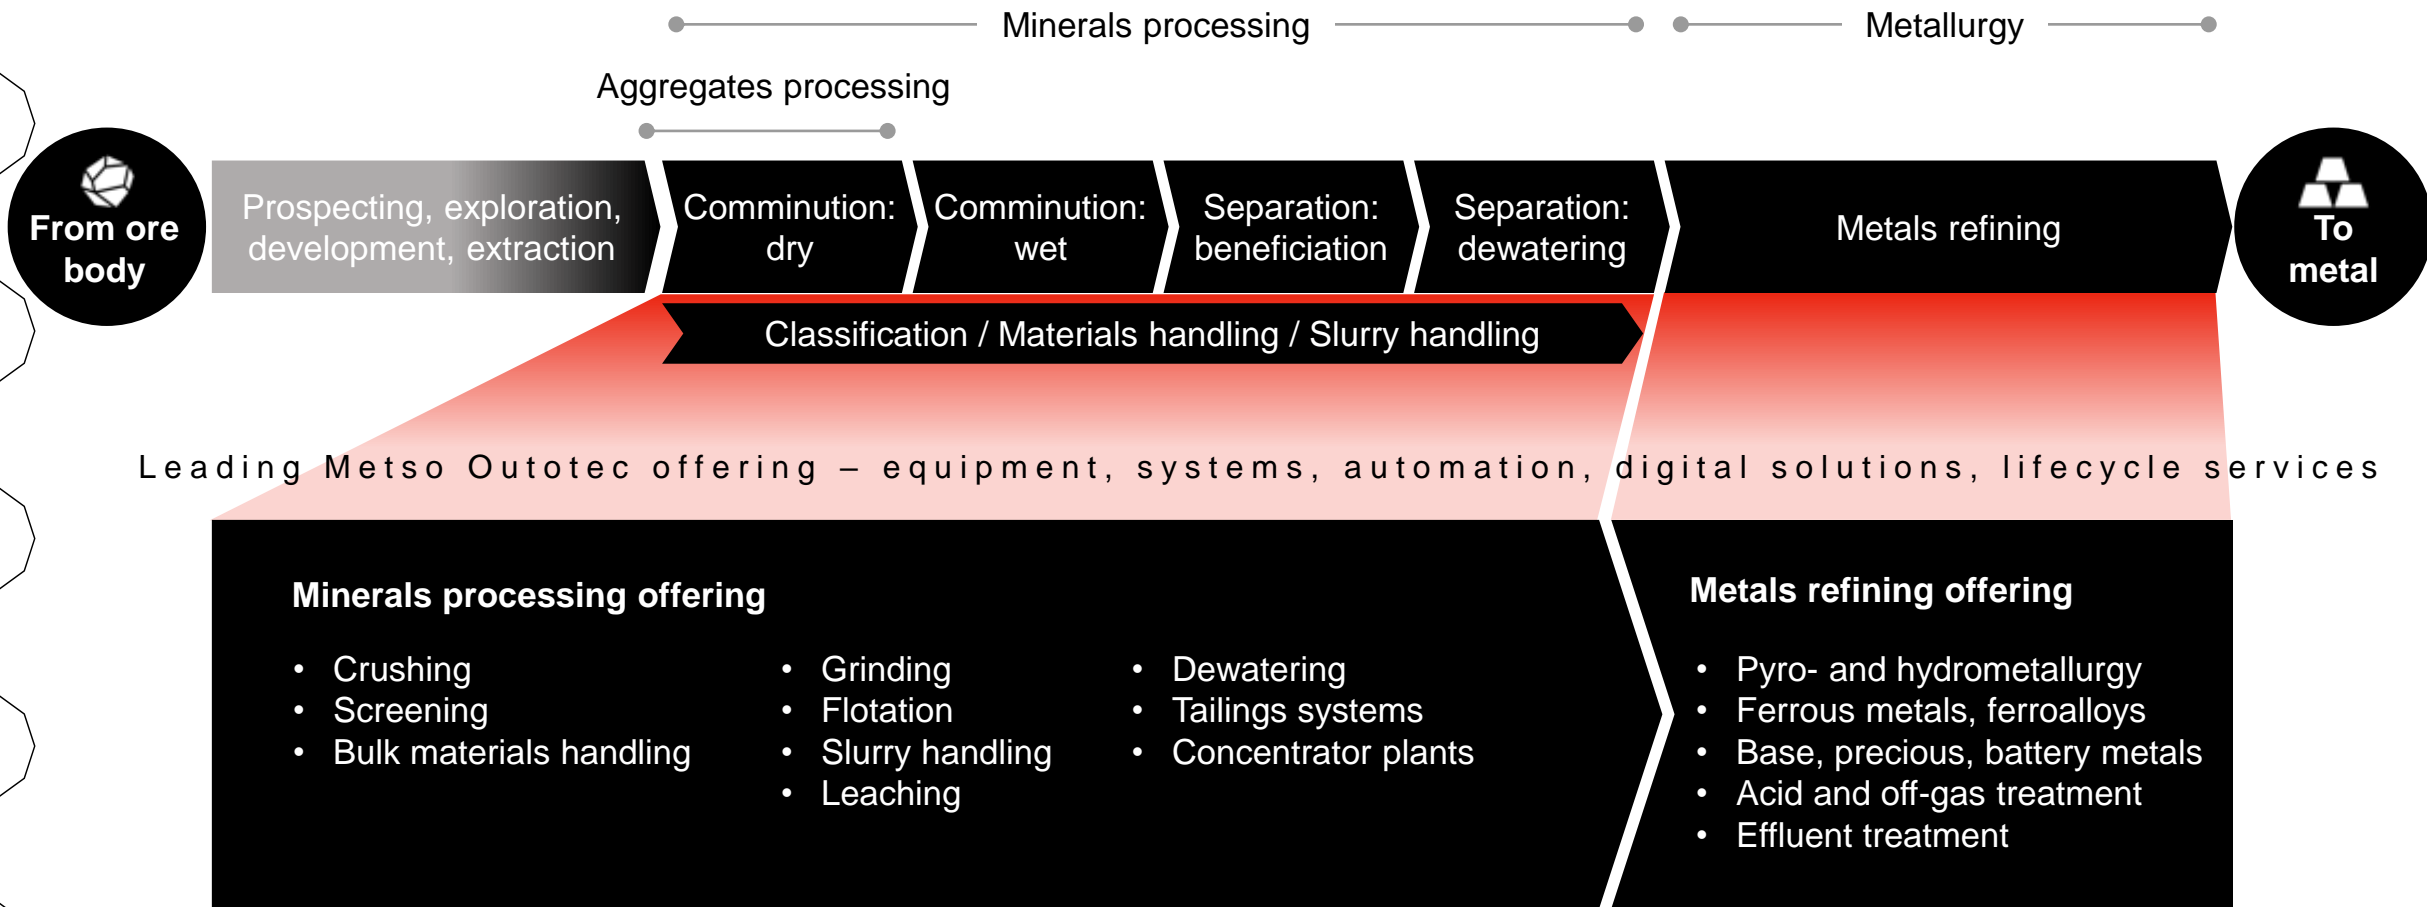 Minerals processing
Metallurgy
Aggregates processing
From ore
body
Prospecting, exploration,
development, extraction
Comminution:
dry
Comminution:
wet
Separation:
beneficiation
Separation:
dewatering
Metals refining
To
metal
Classification / Materials handling / Slurry handling
Leading Metso Outotec offering – equipment, systems, automation, digital solutions, lifecycle services
Minerals processing offering
• Crushing
• Screening
• Bulk materials handling
• Grinding
• Flotation
• Slurry handling
• Leaching
• Dewatering
• Tailings systems
• Concentrator plants
Metals refining offering
• Pyro- and hydrometallurgy
• Ferrous metals, ferroalloys
• Base, precious, battery metals
• Acid and off-gas treatment
• Effluent treatment